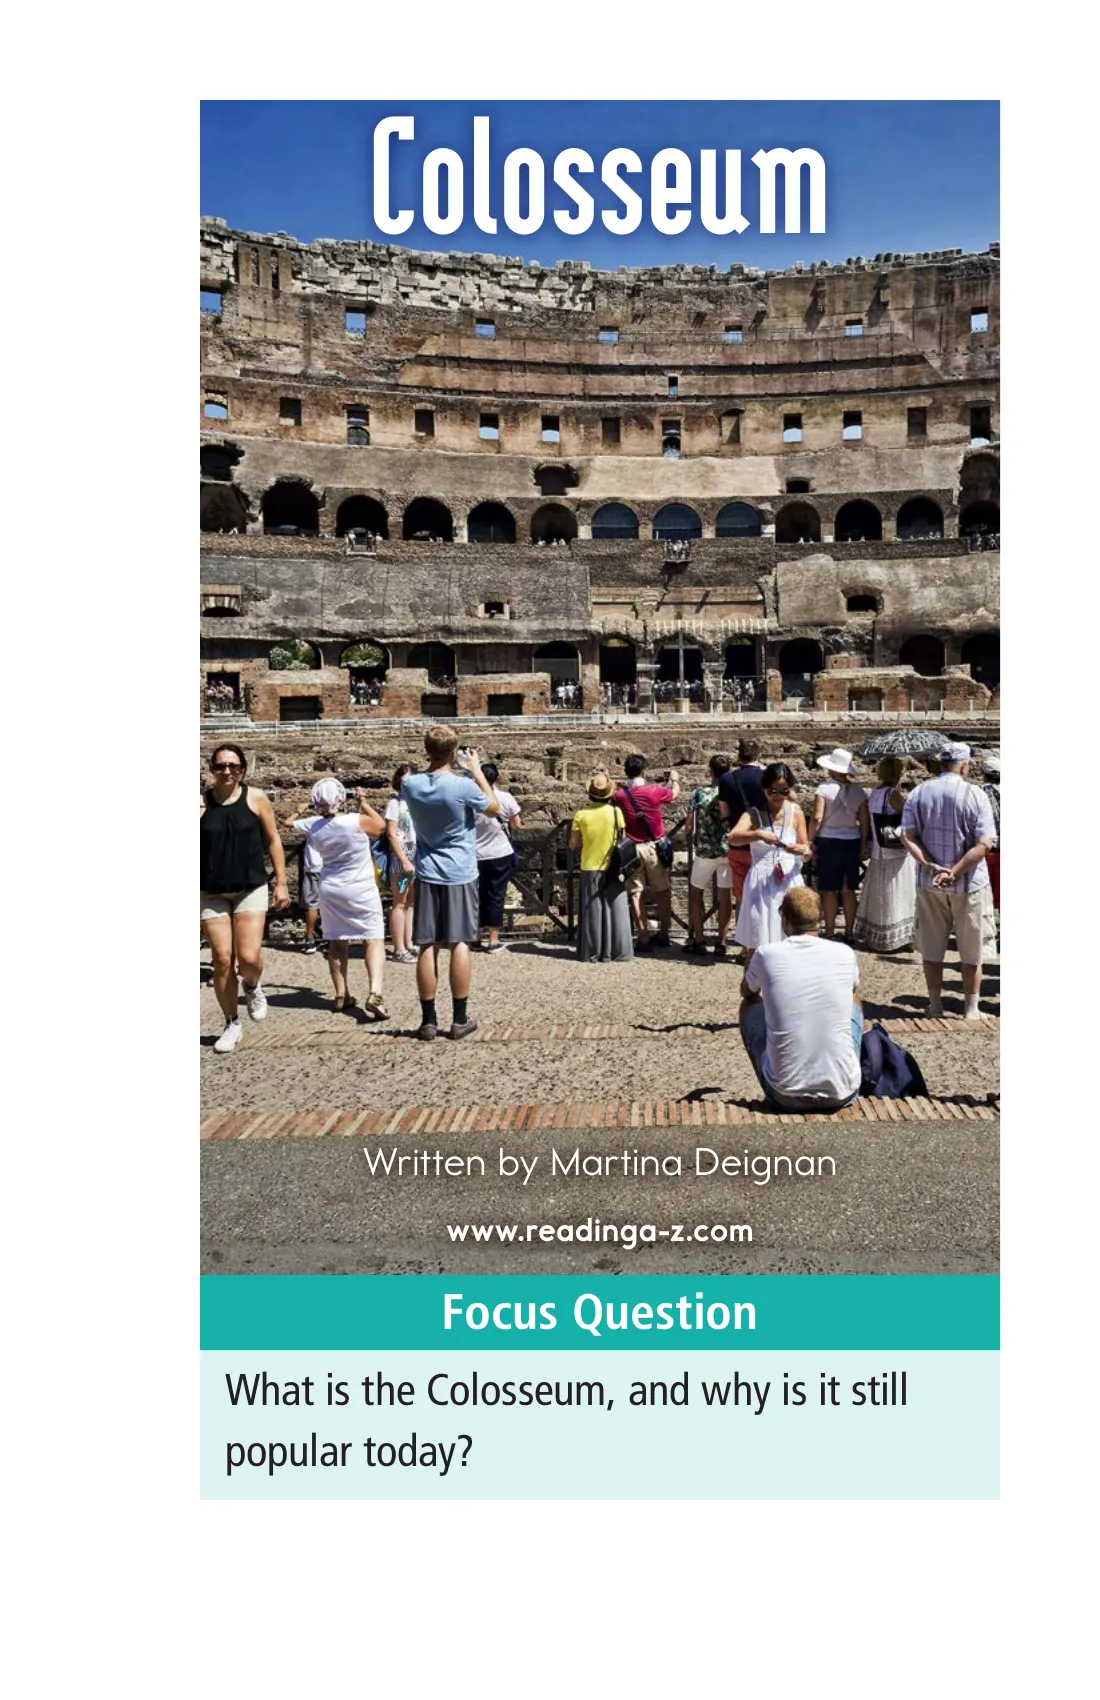 Colosseum
Written by Martina Deignan
www.readinga-z.com
Focus Question
What is the Colosseum, and why is it still
popular today?